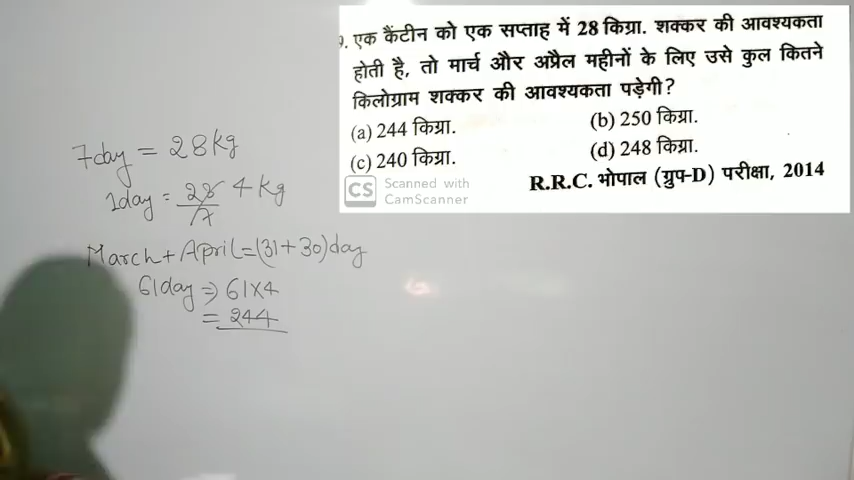 9. एक कैंटीन को एक सप्ताह में 28 किग्रा. शक्कर की आवश्यकता
होती है, तो मार्च और अप्रैल महीनों के लिए उसे कुल कितने
किलोग्राम शक्कर की आवश्यकता पड़ेगी?
(a) 244 किग्रा. (b) 250 किग्रा.
(c) 240 किग्रा. (d) 248 किग्रा.
R.R.C. भोपाल (ग्रुप-D) परीक्षा, 2014
CS Scanned with
CamScanner
7day = 28kg
1day = 28/7 4 kg
March + April = (31+30) day
61day ⇒ 61×4
= 244